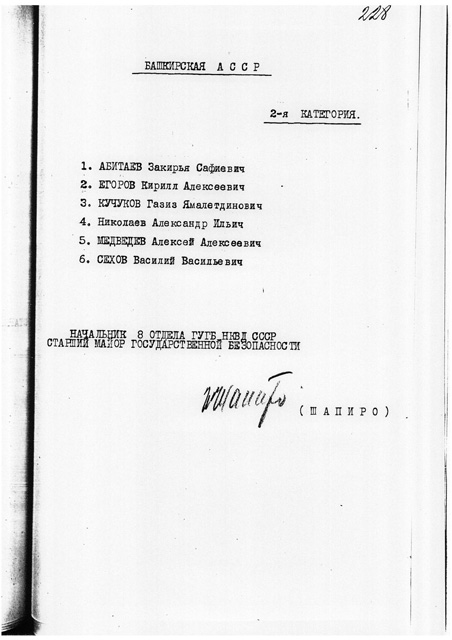 228
БАШКИРСКАЯ А С С Р
2-я КАТЕГОРИЯ.
1. АБИТАЕВ Закирья Сафиевич
2. ЕГОРОВ Кирилл Алексеевич
3. КУЧУКОВ Газиз Ямалетдинович
4. Николаев Александр Ильич
5. МЕДВЕДЕВ Алексей Алексеевич
6. СЕХОВ Василий Васильевич
НАЧАЛЬНИК 8 ОТДЕЛА ГУГБ НКВД СССР
СТАРШИЙ МАЙОР ГОСУДАРСТВЕННОЙ БЕЗОПАСНОСТИ
Шапиро
( Ш А П И Р О )